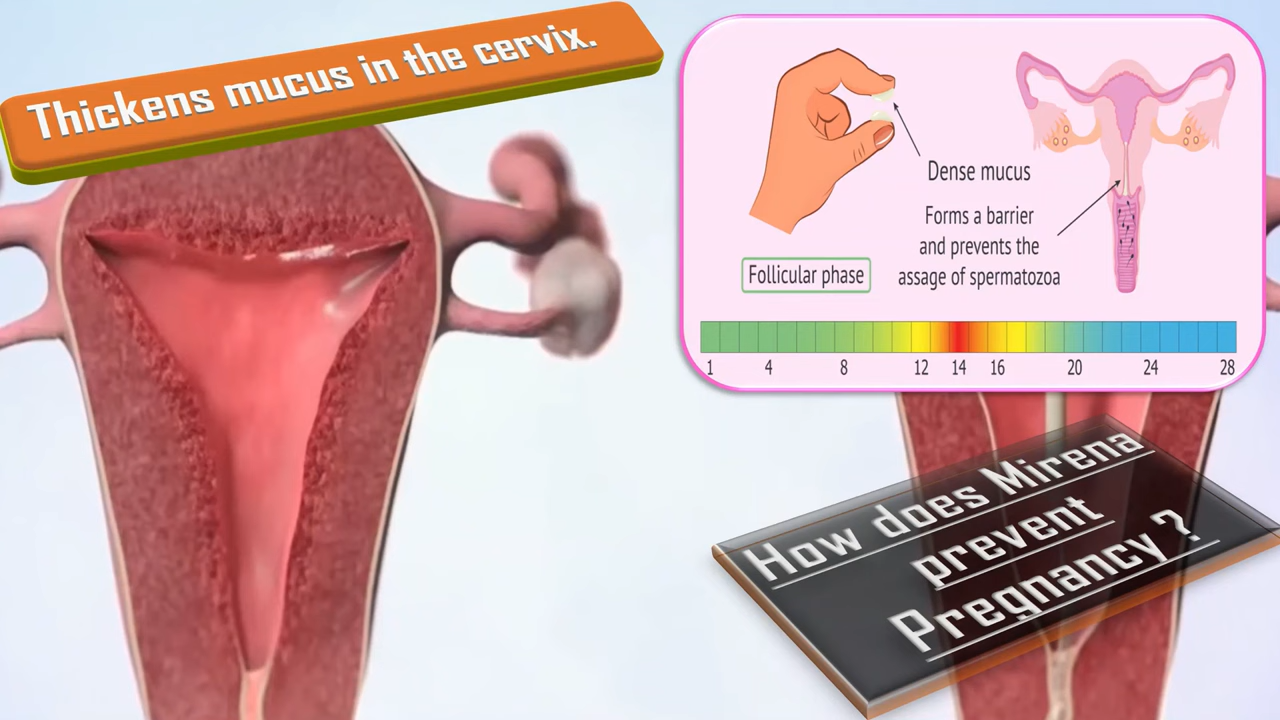 Thickens mucus in the cervix.
Dense mucus
Forms a barrier
and prevents the
assage of spermatozoa
Follicular phase
1 4 8 12 14 16 20 24 28
How does Mirena
prevent
Pregnancy ?